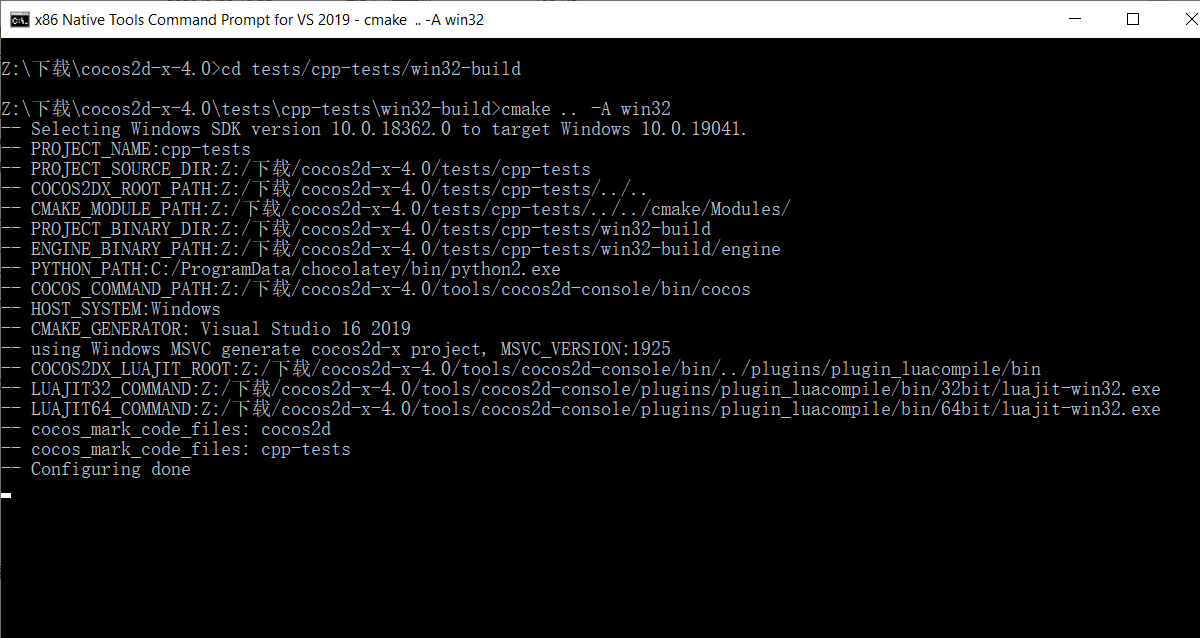 x86 Native Tools Command Prompt for VS 2019 - cmake .. -A win32
Z:\下载\cocos2d-x-4.0>cd tests/cpp-tests/win32-build
Z:\下载\cocos2d-x-4.0\tests\cpp-tests\win32-build>cmake .. -A win32
-- Selecting Windows SDK version 10.0.18362.0 to target Windows 10.0.19041.
-- PROJECT_NAME:cpp-tests
-- PROJECT_SOURCE_DIR:Z:/下载/cocos2d-x-4.0/tests/cpp-tests
-- COCOS2DX_ROOT_PATH:Z:/下载/cocos2d-x-4.0/tests/cpp-tests/../..
-- CMAKE_MODULE_PATH:Z:/下载/cocos2d-x-4.0/tests/cpp-tests/../../cmake/Modules/
-- PROJECT_BINARY_DIR:Z:/下载/cocos2d-x-4.0/tests/cpp-tests/win32-build
-- ENGINE_BINARY_PATH:Z:/下载/cocos2d-x-4.0/tests/cpp-tests/win32-build/engine
-- PYTHON_PATH:C:/ProgramData/chocolatey/bin/python2.exe
-- COCOS_COMMAND_PATH:Z:/下载/cocos2d-x-4.0/tools/cocos2d-console/bin/cocos
-- HOST_SYSTEM:Windows
-- CMAKE_GENERATOR: Visual Studio 16 2019
-- using Windows MSVC generate cocos2d-x project, MSVC_VERSION:1925
-- COCOS2DX_LUAJIT_ROOT:Z:/下载/cocos2d-x-4.0/tools/cocos2d-console/bin/../plugins/plugin_luacompile/bin
-- LUAJIT32_COMMAND:Z:/下载/cocos2d-x-4.0/tools/cocos2d-console/plugins/plugin_luacompile/bin/32bit/luajit-win32.exe
-- LUAJIT64_COMMAND:Z:/下载/cocos2d-x-4.0/tools/cocos2d-console/plugins/plugin_luacompile/bin/64bit/luajit-win32.exe
-- cocos_mark_code_files: cocos2d
-- cocos_mark_code_files: cpp-tests
-- Configuring done